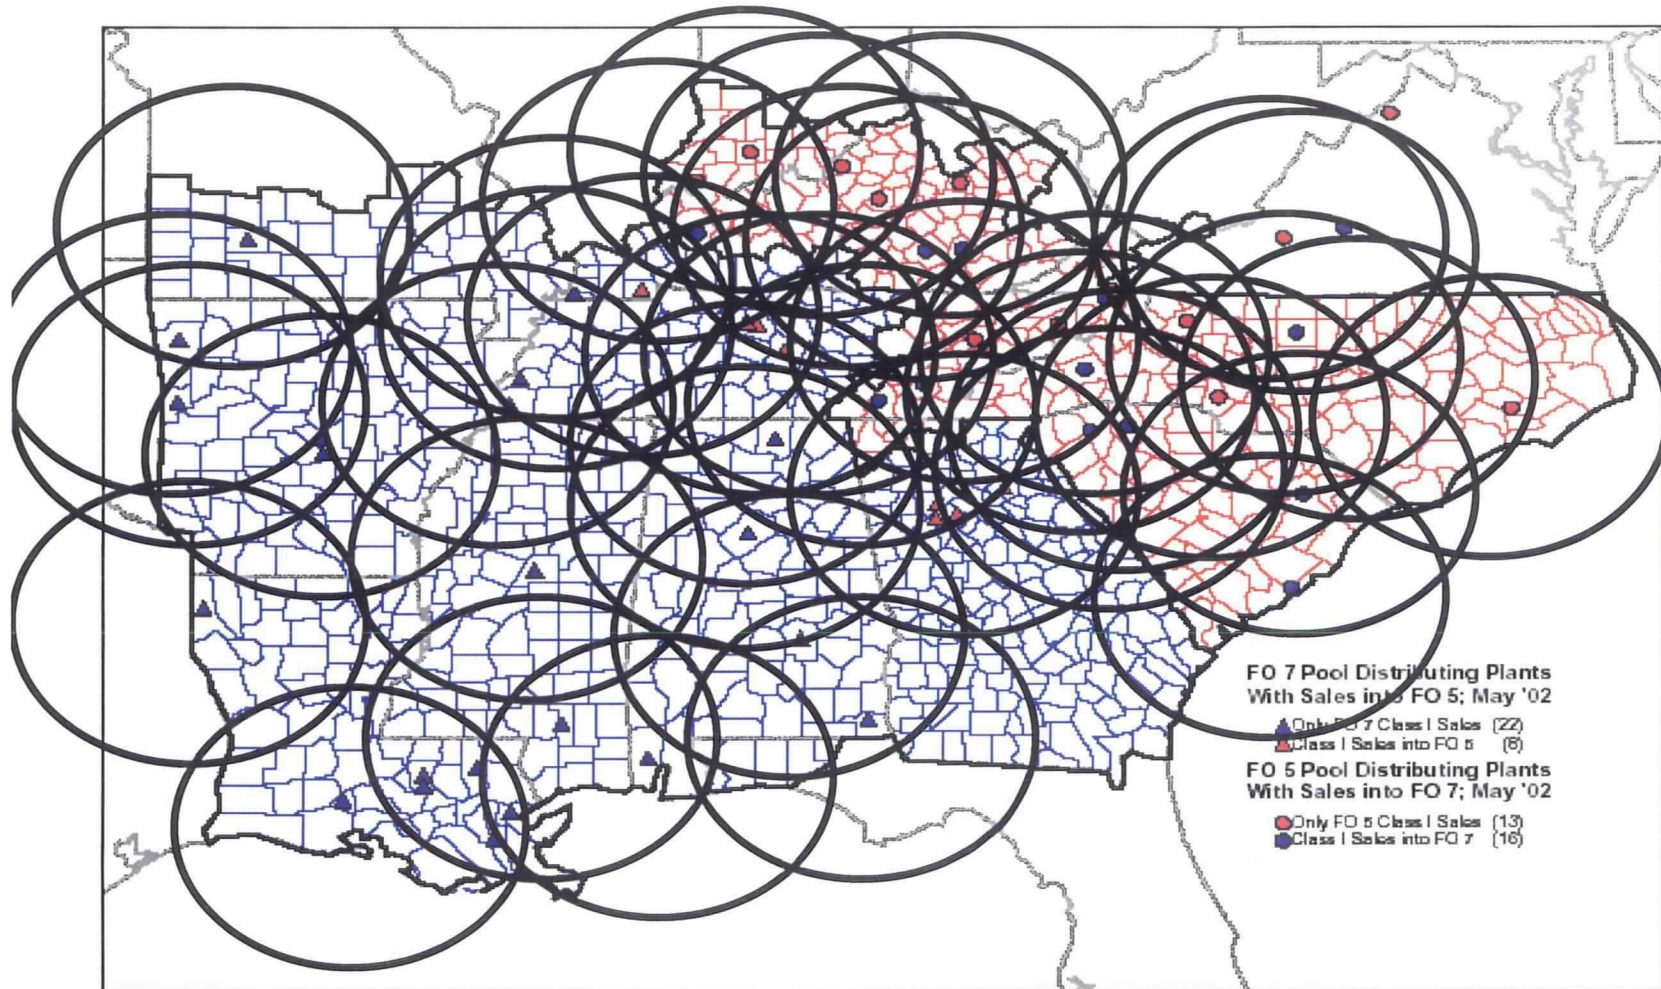 FO 7 Pool Distributing Plants
With Sales into FO 5; May '02
Only FO 7 Class I Sales (22)
Class I Sales into FO 5 (8)
FO 5 Pool Distributing Plants
With Sales into FO 7; May '02
Only FO 5 Class I Sales (13)
Class I Sales into FO 7 (16)